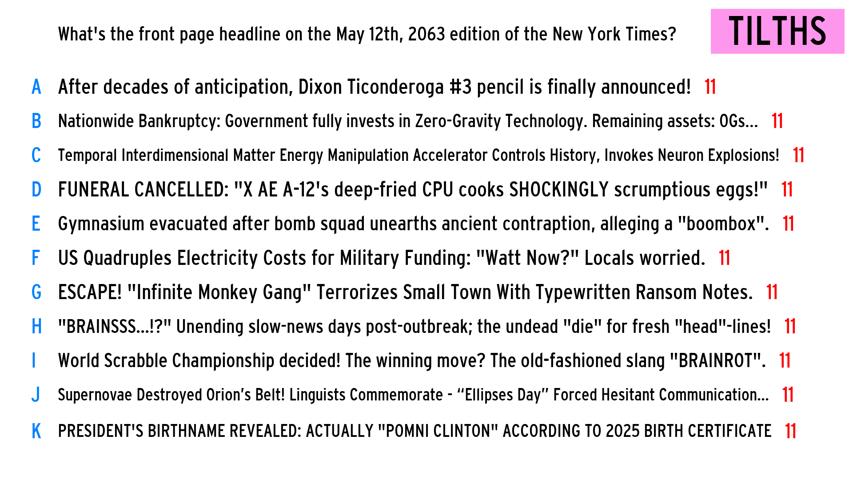 What's the front page headline on the May 12th, 2063 edition of the New York Times? TILTHS
A After decades of anticipation, Dixon Ticonderoga #3 pencil is finally announced! 11
B Nationwide Bankruptcy: Government fully invests in Zero-Gravity Technology. Remaining assets: OGs... 11
C Temporal Interdimensional Matter Energy Manipulation Accelerator Controls History, Invokes Neuron Explosions! 11
D FUNERAL CANCELLED: "X AE A-12's deep-fried CPU cooks SHOCKINGLY scrumptious eggs!" 11
E Gymnasium evacuated after bomb squad unearths ancient contraption, alleging a "boombox". 11
F US Quadruples Electricity Costs for Military Funding: "Watt Now?" Locals worried. 11
G ESCAPE! "Infinite Monkey Gang" Terrorizes Small Town With Typewritten Ransom Notes. 11
H "BRAINSSS...!?" Unending slow-news days post-outbreak; the undead "die" for fresh "head"-lines! 11
I World Scrabble Championship decided! The winning move? The old-fashioned slang "BRAINROT". 11
J Supernovae Destroyed Orion’s Belt! Linguists Commemorate - “Ellipses Day” Forced Hesitant Communication... 11
K PRESIDENT'S BIRTHNAME REVEALED: ACTUALLY "POMNI CLINTON" ACCORDING TO 2025 BIRTH CERTIFICATE 11